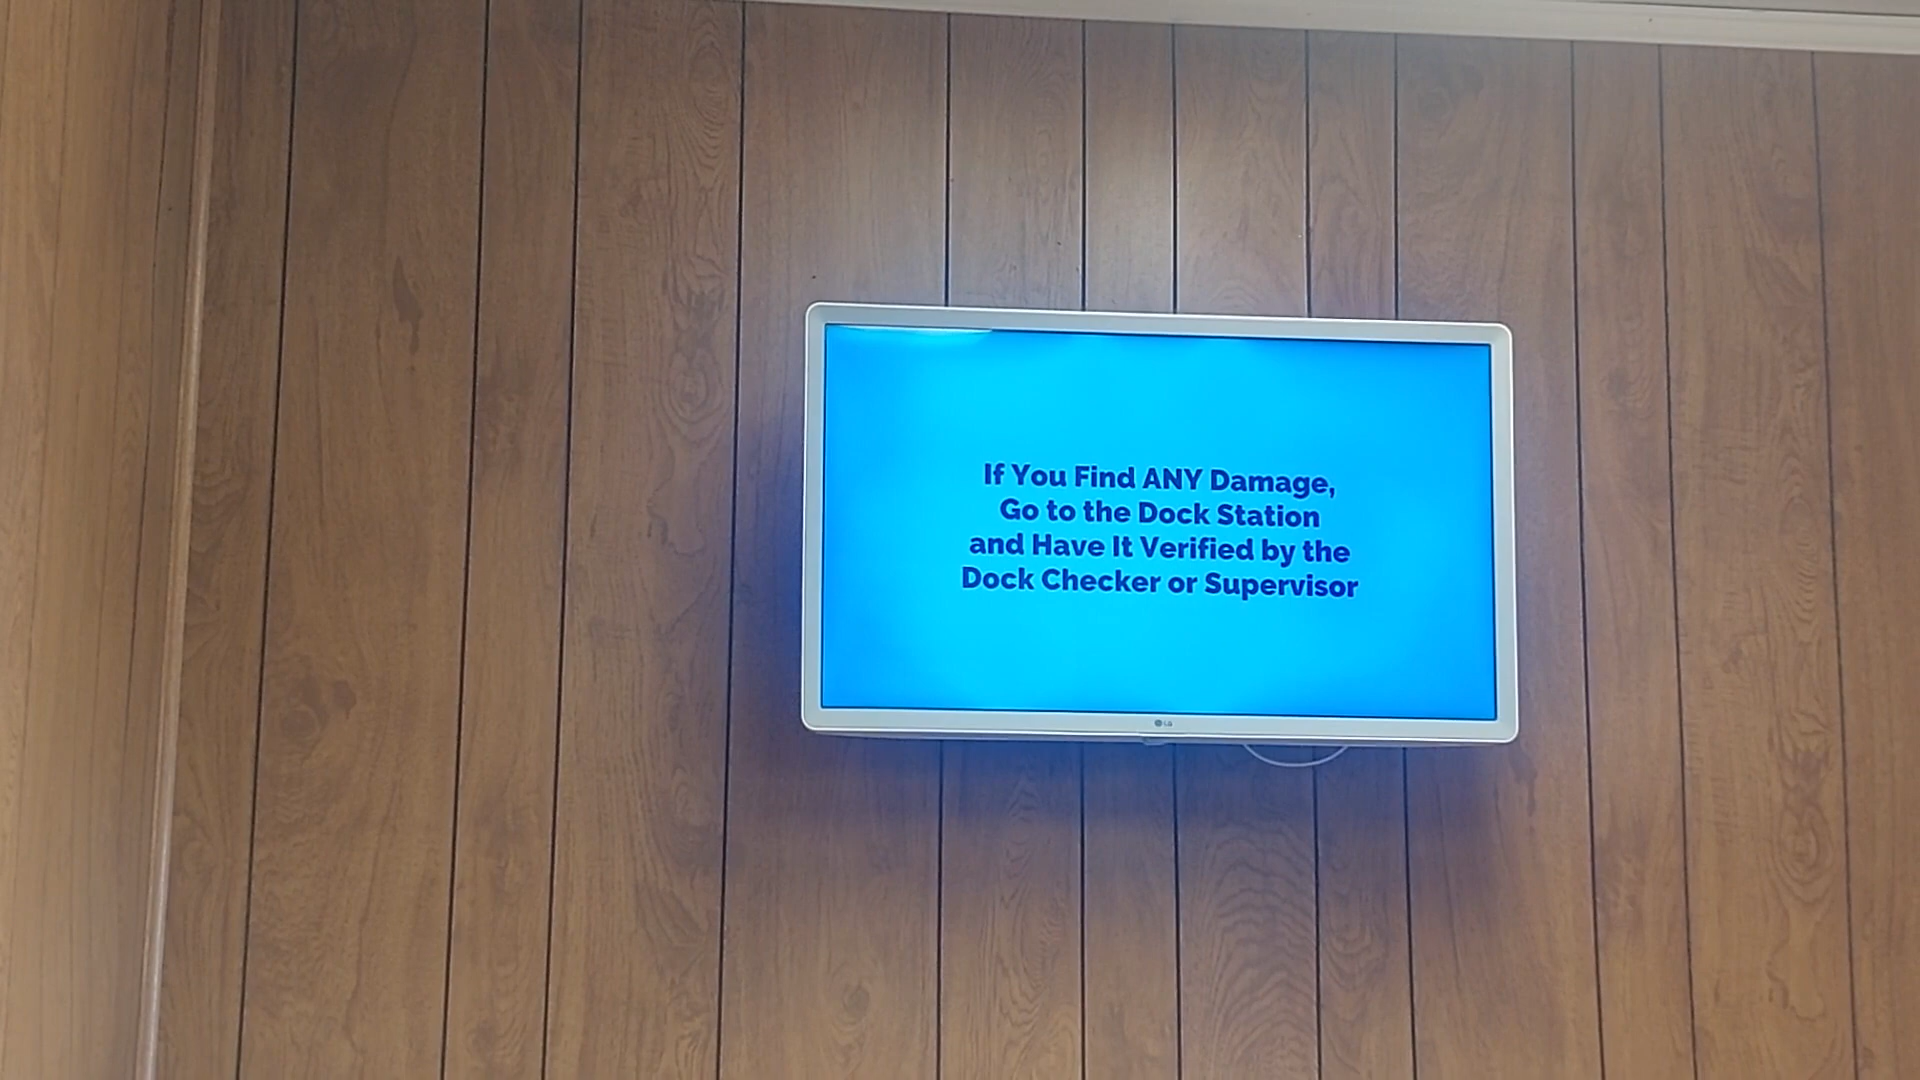 If You Find ANY Damage,
Go to the Dock Station
and Have It Verified by the
Dock Checker or Supervisor
LG